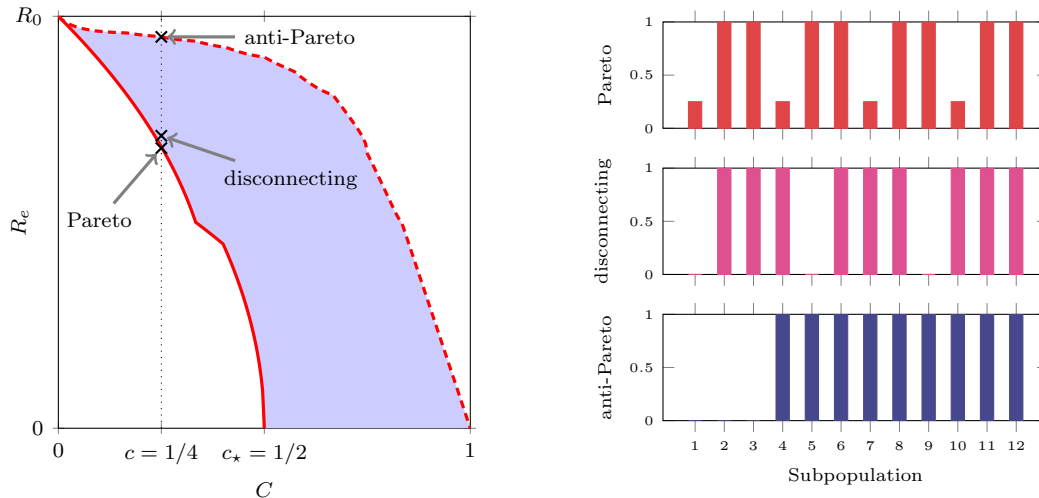 R₀
anti-Pareto
disconnecting
Pareto
Rₑ
0
0
c = 1/4
c⋆ = 1/2
1
C
Pareto
1
0.5
0
disconnecting
1
0.5
0
anti-Pareto
1
0.5
0
1 2 3 4 5 6 7 8 9 10 11 12
Subpopulation